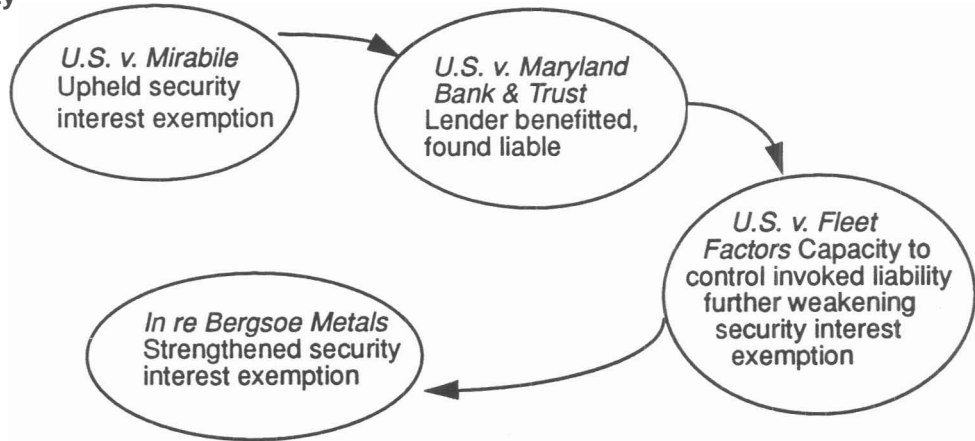 U.S. v. Mirabile
Upheld security
interest exemption
U.S. v. Maryland
Bank & Trust
Lender benefitted,
found liable
U.S. v. Fleet
Factors Capacity to
control invoked liability
further weakening
security interest
exemption
In re Bergsoe Metals
Strengthened security
interest exemption